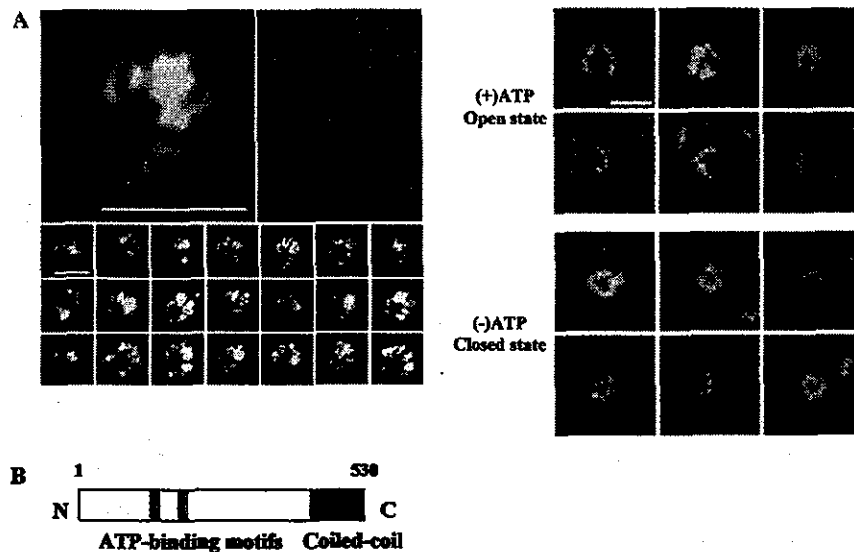 A
(+)ATP
Open state
(-)ATP
Closed state
B
1 530
N C
ATP-binding motifs Coiled-coil